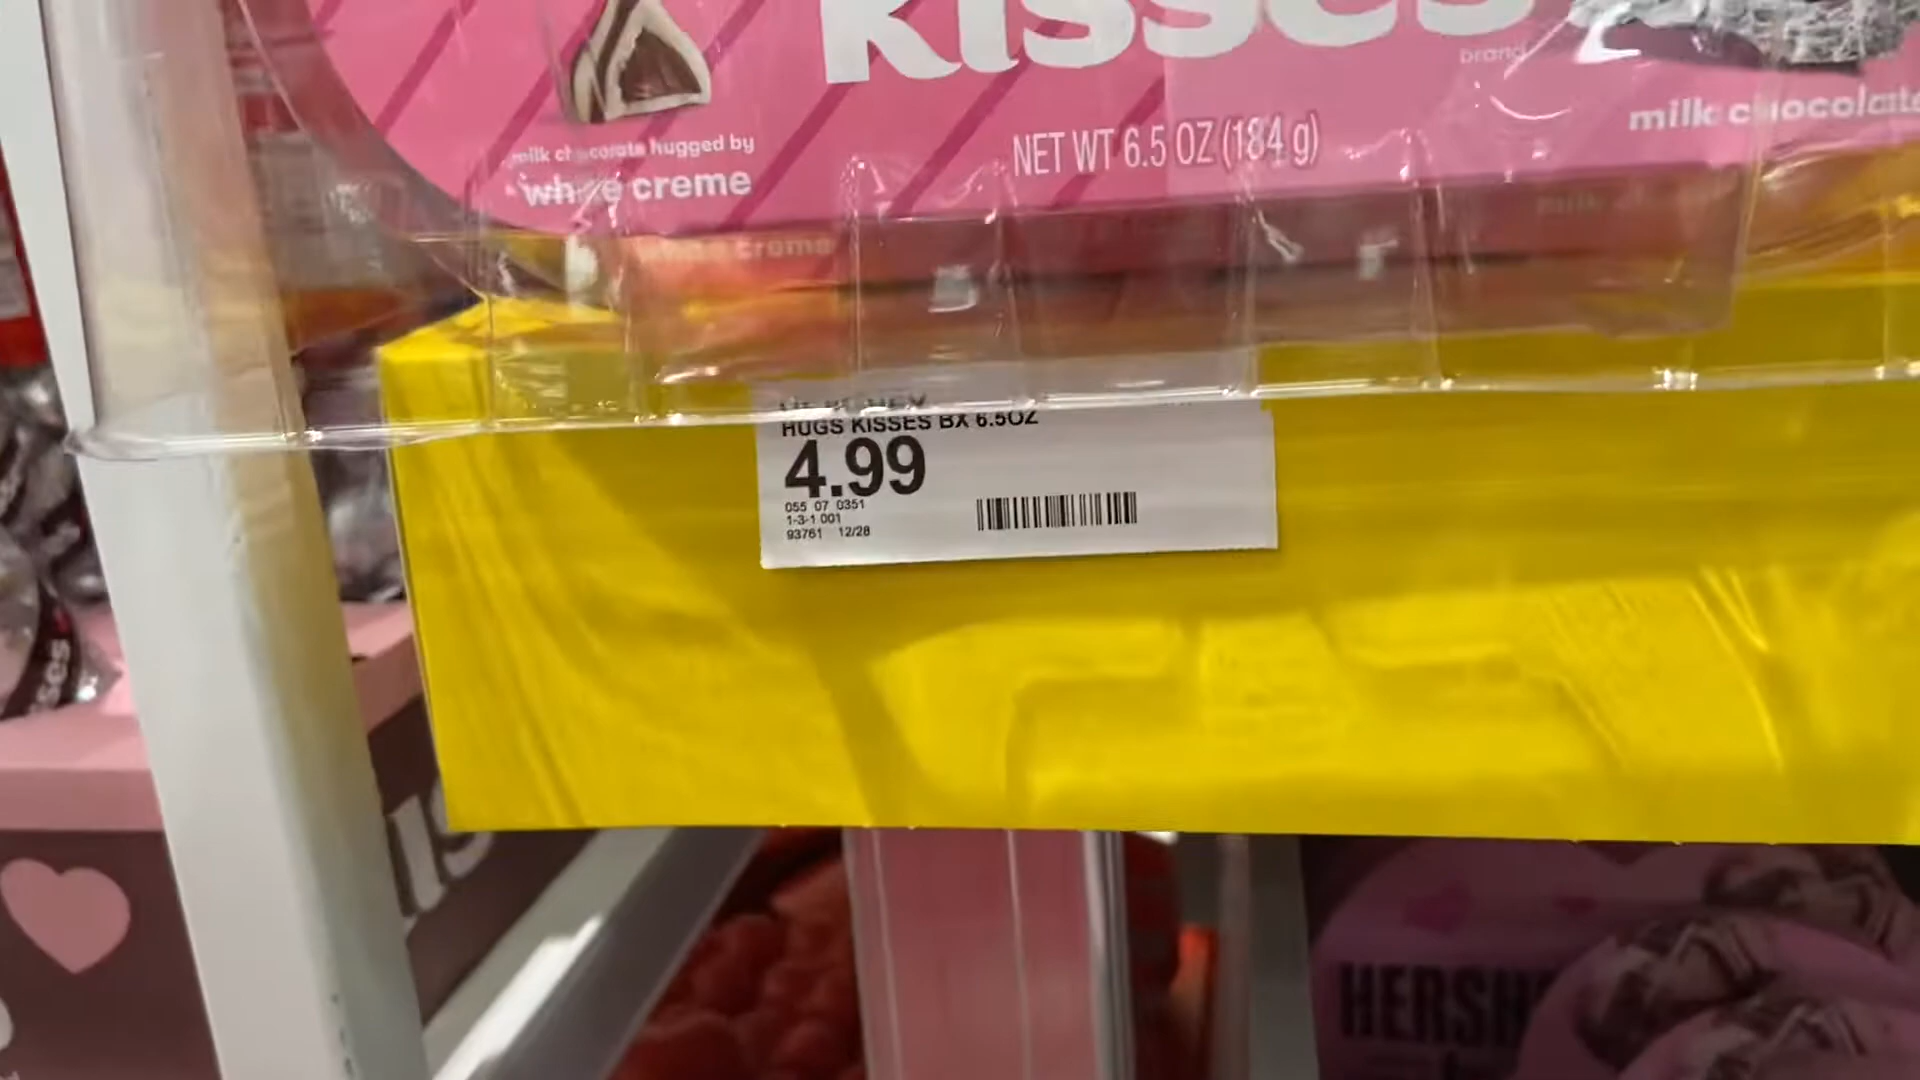 Kisses
brand
milk chocolate hugged by
white creme
NET WT 6.5 OZ (184 g)
milk chocolate
HUGS KISSES BX 6.5OZ
4.99
055 07 0351
1-3-1 001
93761 12/28
HERSH